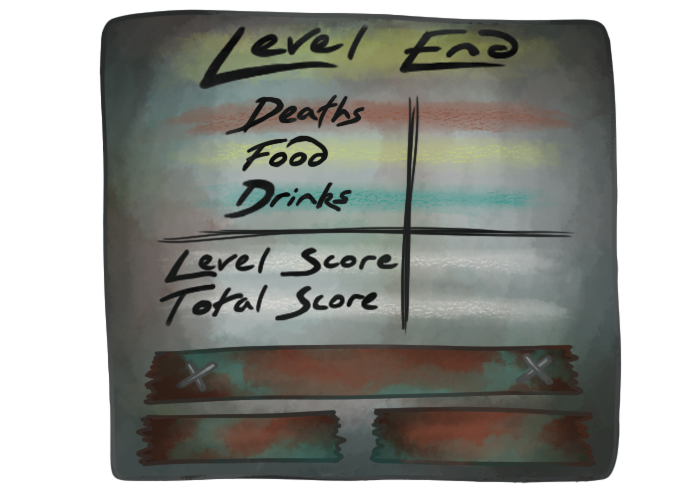 Level End
Deaths
Food
Drinks
Level Score
Total Score